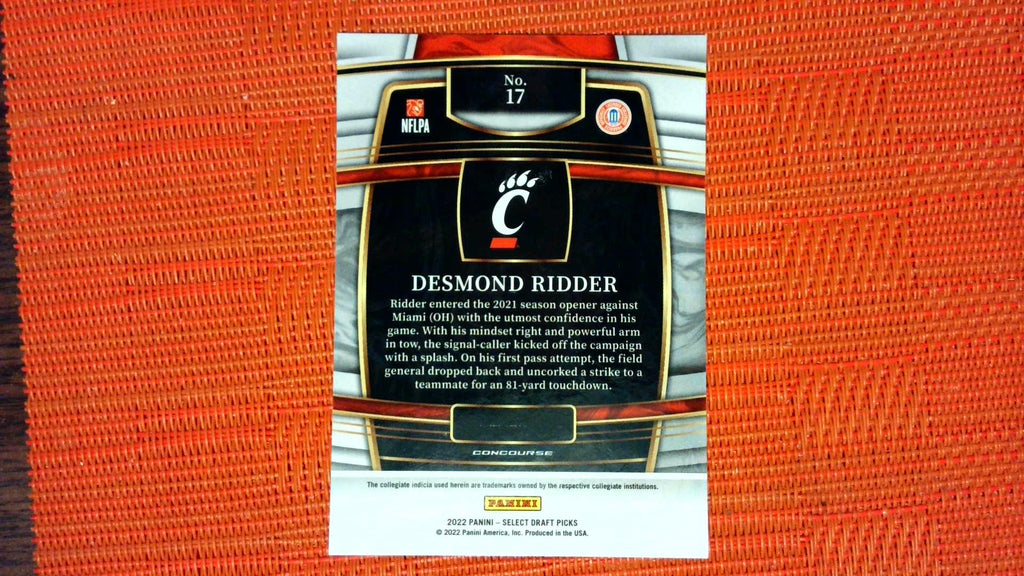 No.
17
NFLPA
C
DESMOND RIDDER
Ridder entered the 2021 season opener against
Miami (OH) with the utmost confidence in his
game. With his mindset right and powerful arm
in tow, the signal-caller kicked off the campaign
with a splash. On his first pass attempt, the field
general dropped back and uncorked a strike to a
teammate for an 81-yard touchdown.
CONCOURSE
The collegiate indicia used herein are trademarks owned by the respective collegiate institutions.
PANINI
2022 PANINI – SELECT DRAFT PICKS
© 2022 Panini America, Inc. Produced in the USA.